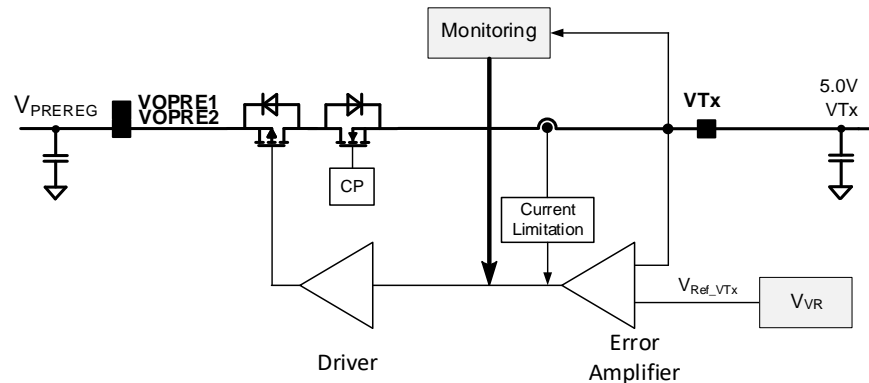 Monitoring
V_PREREG
VOPRE1
VOPRE2
VTx
5.0V
VTx
CP
Current
Limitation
V_Ref_VTx
V_VR
Driver
Error
Amplifier